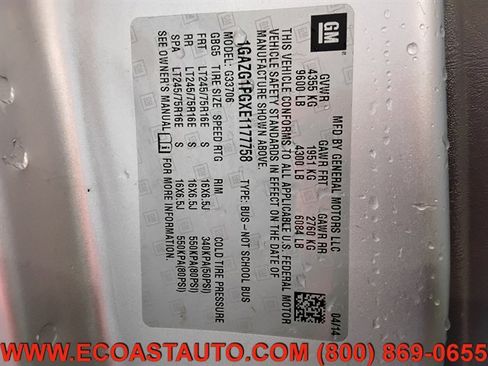 GM
MFD BY GENERAL MOTORS LLC
04/14
GVWR GAWR FRT GAWR RR
4355 KG 1951 KG 2760 KG
9600 LB 4300 LB 6084 LB
THIS VEHICLE CONFORMS TO ALL APPLICABLE U.S. FEDERAL MOTOR
VEHICLE SAFETY STANDARDS IN EFFECT ON THE DATE OF
MANUFACTURE SHOWN ABOVE.
1GAZG1PGXE1177758 TYPE: BUS-NOT SCHOOL BUS
MODEL: G33706
GPG5 TIRE SIZE SPEED RTG RIM COLD TIRE PRESSURE
FRT LT245/75R16E S 16X6.5J 340KPA(50PSI)
RR LT245/75R16E S 16X6.5J 550KPA(80PSI)
SPA LT245/75R16E S 16X6.5J 550KPA(80PSI)
SEE OWNER'S MANUAL FOR MORE INFORMATION
WWW.ECOASTAUTO.COM (800) 869-0655